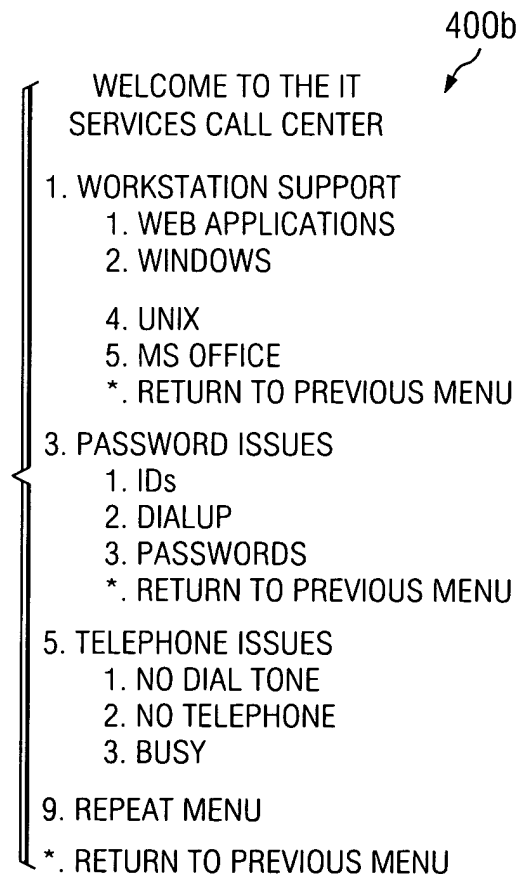 400b
WELCOME TO THE IT
SERVICES CALL CENTER
1. WORKSTATION SUPPORT
1. WEB APPLICATIONS
2. WINDOWS
4. UNIX
5. MS OFFICE
*. RETURN TO PREVIOUS MENU
3. PASSWORD ISSUES
1. IDs
2. DIALUP
3. PASSWORDS
*. RETURN TO PREVIOUS MENU
5. TELEPHONE ISSUES
1. NO DIAL TONE
2. NO TELEPHONE
3. BUSY
9. REPEAT MENU
*. RETURN TO PREVIOUS MENU